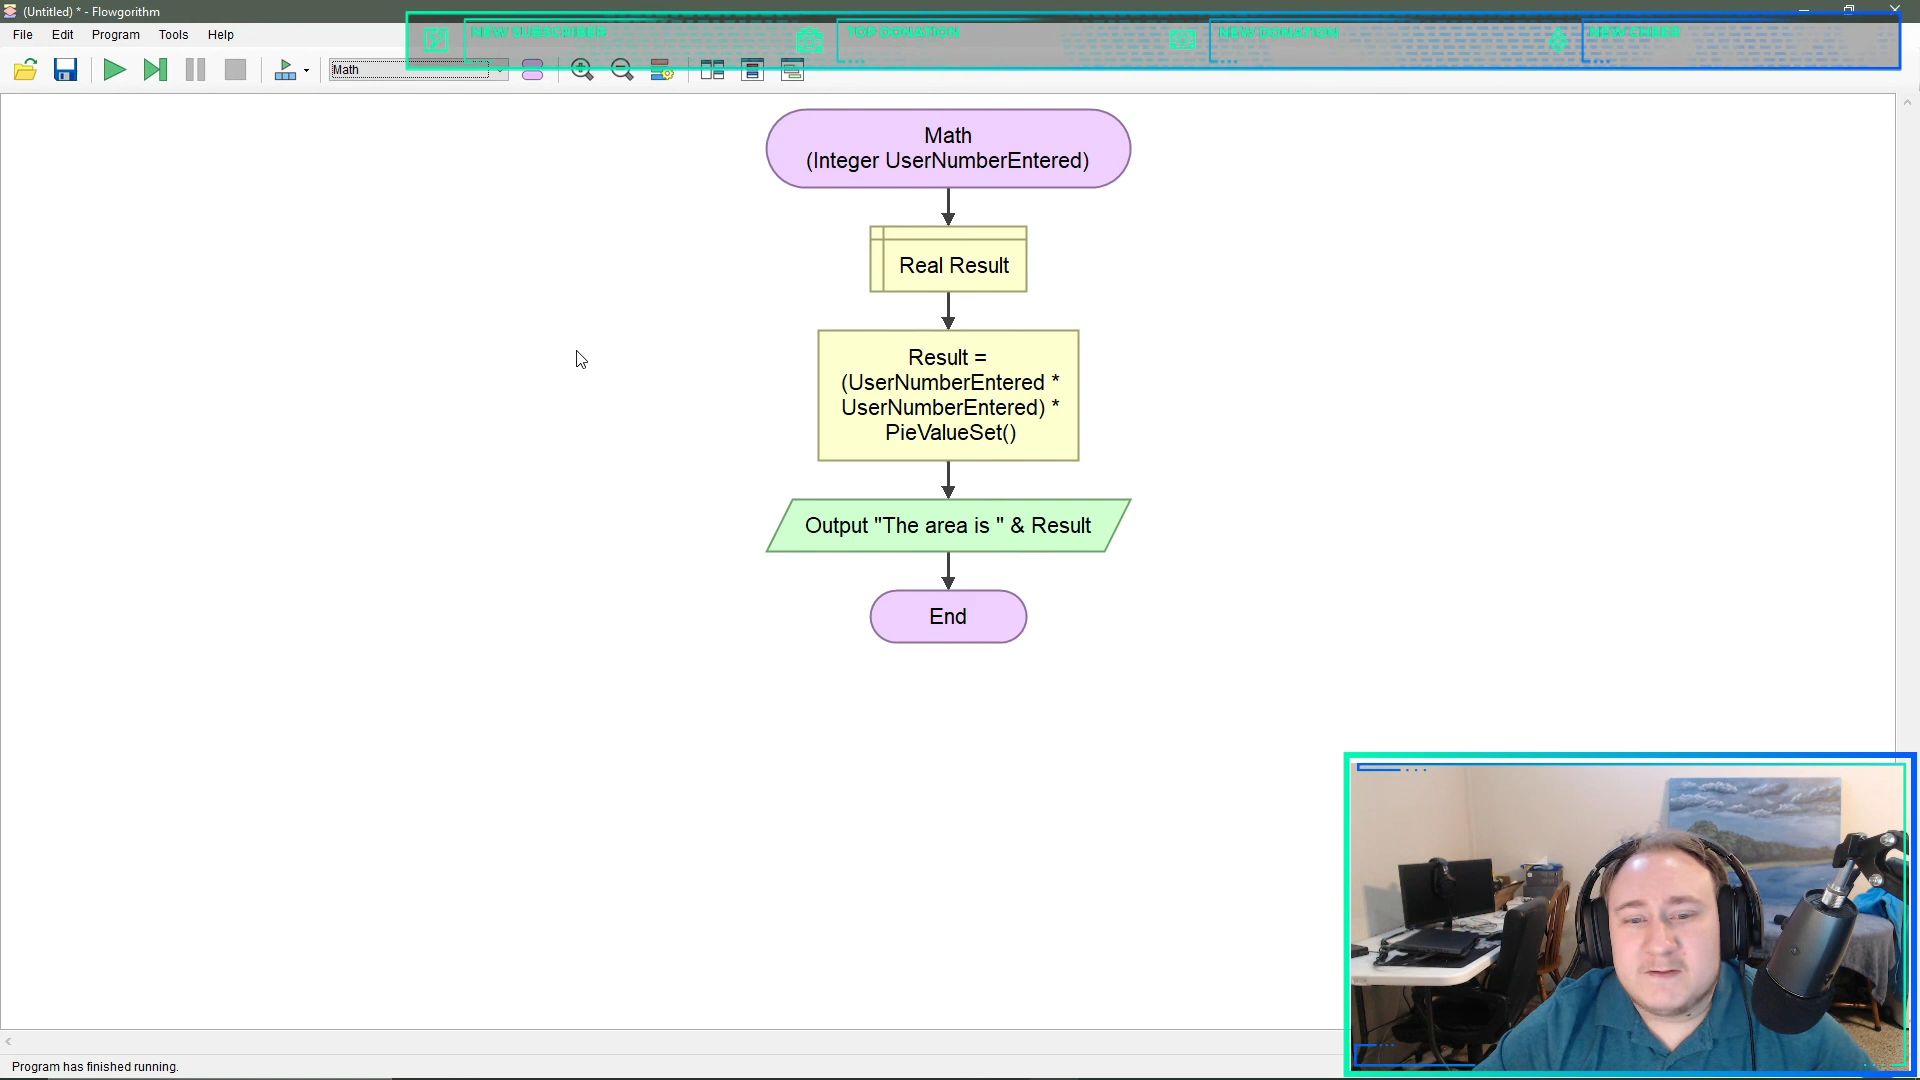 (Untitled) * - Flowgorithm
File Edit Program Tools Help
NEW SUBSCRIBER TOP DONATION NEW DONATION NEW CHEER
Math
Math
(Integer UserNumberEntered)
Real Result
Result =
(UserNumberEntered *
UserNumberEntered) *
PieValueSet()
Output "The area is " & Result
End
Program has finished running.